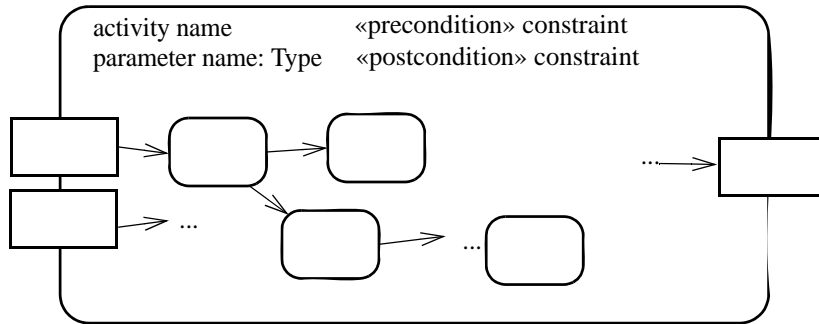 activity name «precondition» constraint
parameter name: Type «postcondition» constraint
...
... ...